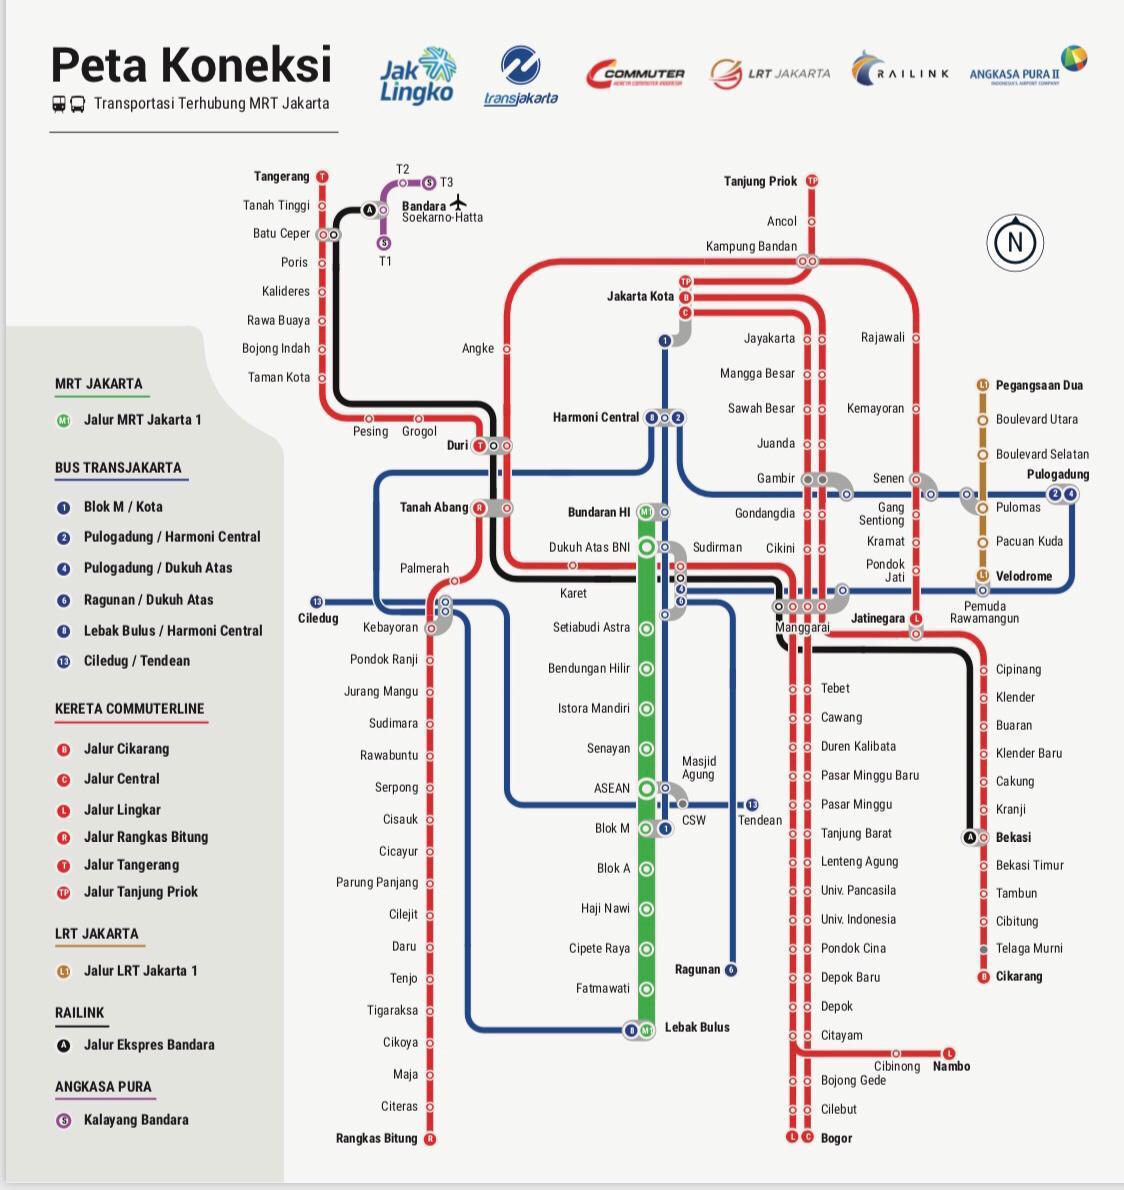 Peta Koneksi
Transportasi Terhubung MRT Jakarta
Jak Lingko
transjakarta
COMMUTER
LRT JAKARTA
RAILINK
ANGKASA PURA II
Tangerang
Tanah Tinggi
Batu Ceper
Poris
Kalideres
Rawa Buaya
Bojong Indah
Taman Kota
Pesing
Grogol
T2
T3
Bandara
Soekarno-Hatta
T1
Tanjung Priok
Ancol
Kampung Bandan
Jakarta Kota
N
Angke
Jayakarta
Mangga Besar
Sawah Besar
Juanda
Gambir
Gondangdia
Cikini
Rajawali
Kemayoran
Senen
Gang
Sentiong
Kramat
Pondok
Jati
Jatinegara
Pegangsaan Dua
Boulevard Utara
Boulevard Selatan
Pulogadung
Pulomas
Pacuan Kuda
Velodrome
Pemuda
Rawamangun
Harmoni Central
Duri
Tanah Abang
Palmerah
Karet
Sudirman
Manggarai
Ciledug
Kebayoran
Pondok Ranji
Jurang Mangu
Sudimara
Rawabuntu
Serpong
Cisauk
Cicayur
Parung Panjang
Cilejit
Daru
Tenjo
Tigaraksa
Cikoya
Maja
Citeras
Rangkas Bitung
Bundaran HI
Dukuh Atas BNI
Setiabudi Astra
Bendungan Hilir
Istora Mandiri
Senayan
ASEAN
Blok M
Blok A
Haji Nawi
Cipete Raya
Fatmawati
Lebak Bulus
Masjid
Agung
CSW
Tendean
Ragunan
Tebet
Cawang
Duren Kalibata
Pasar Minggu Baru
Pasar Minggu
Tanjung Barat
Lenteng Agung
Univ. Pancasila
Univ. Indonesia
Pondok Cina
Depok Baru
Depok
Citayam
Bojong Gede
Cilebut
Bogor
Cibinong
Nambo
Cipinang
Klender
Buaran
Klender Baru
Cakung
Kranji
Bekasi
Bekasi Timur
Tambun
Cibitung
Telaga Murni
Cikarang
MRT JAKARTA
M1 Jalur MRT Jakarta 1
BUS TRANSJAKARTA
1 Blok M / Kota
2 Pulogadung / Harmoni Central
4 Pulogadung / Dukuh Atas
6 Ragunan / Dukuh Atas
8 Lebak Bulus / Harmoni Central
13 Ciledug / Tendean
KERETA COMMUTERLINE
B Jalur Cikarang
C Jalur Central
L Jalur Lingkar
R Jalur Rangkas Bitung
T Jalur Tangerang
TP Jalur Tanjung Priok
LRT JAKARTA
L1 Jalur LRT Jakarta 1
RAILINK
A Jalur Ekspres Bandara
ANGKASA PURA
S Kalayang Bandara